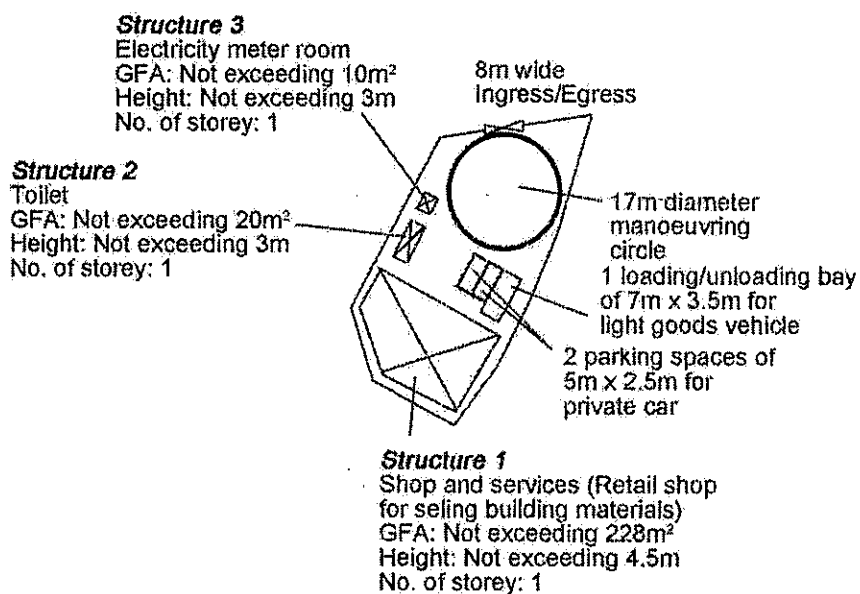 Structure 3
Electricity meter room
GFA: Not exceeding 10m²
Height: Not exceeding 3m
No. of storey: 1
8m wide
Ingress/Egress
Structure 2
Toilet
GFA: Not exceeding 20m²
Height: Not exceeding 3m
No. of storey: 1
17m diameter
manoeuvring
circle
1 loading/unloading bay
of 7m x 3.5m for
light goods vehicle
2 parking spaces of
5m x 2.5m for
private car
Structure 1
Shop and services (Retail shop
for seling building materials)
GFA: Not exceeding 228m²
Height: Not exceeding 4.5m
No. of storey: 1